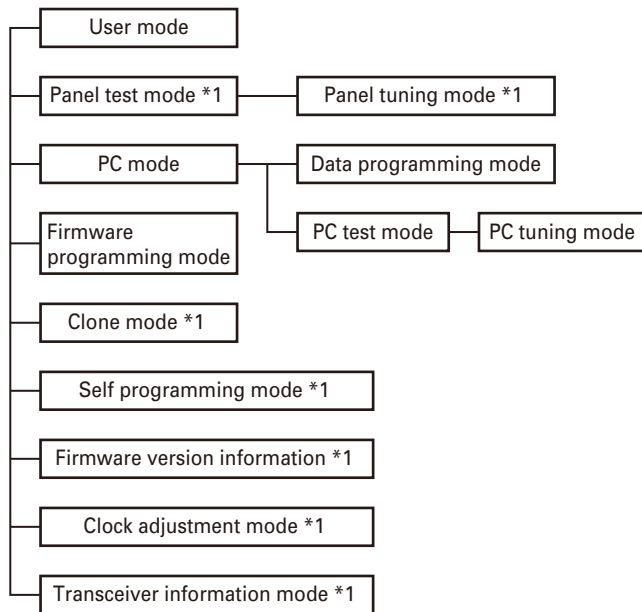 User mode
Panel test mode *1
Panel tuning mode *1
PC mode
Data programming mode
PC test mode
PC tuning mode
Firmware
programming mode
Clone mode *1
Self programming mode *1
Firmware version information *1
Clock adjustment mode *1
Transceiver information mode *1